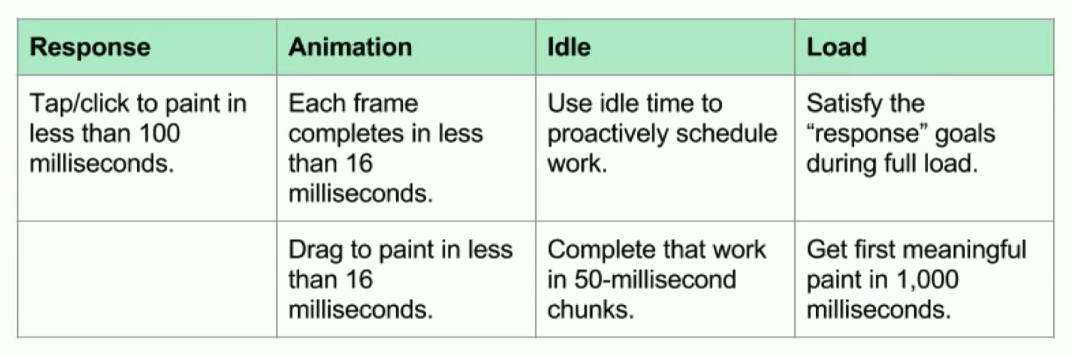 Response
Animation
Idle
Load
Tap/click to paint in
less than 100
milliseconds.
Each frame
completes in less
than 16
milliseconds.
Use idle time to
proactively schedule
work.
Satisfy the
“response” goals
during full load.
Drag to paint in less
than 16
milliseconds.
Complete that work
in 50-millisecond
chunks.
Get first meaningful
paint in 1,000
milliseconds.